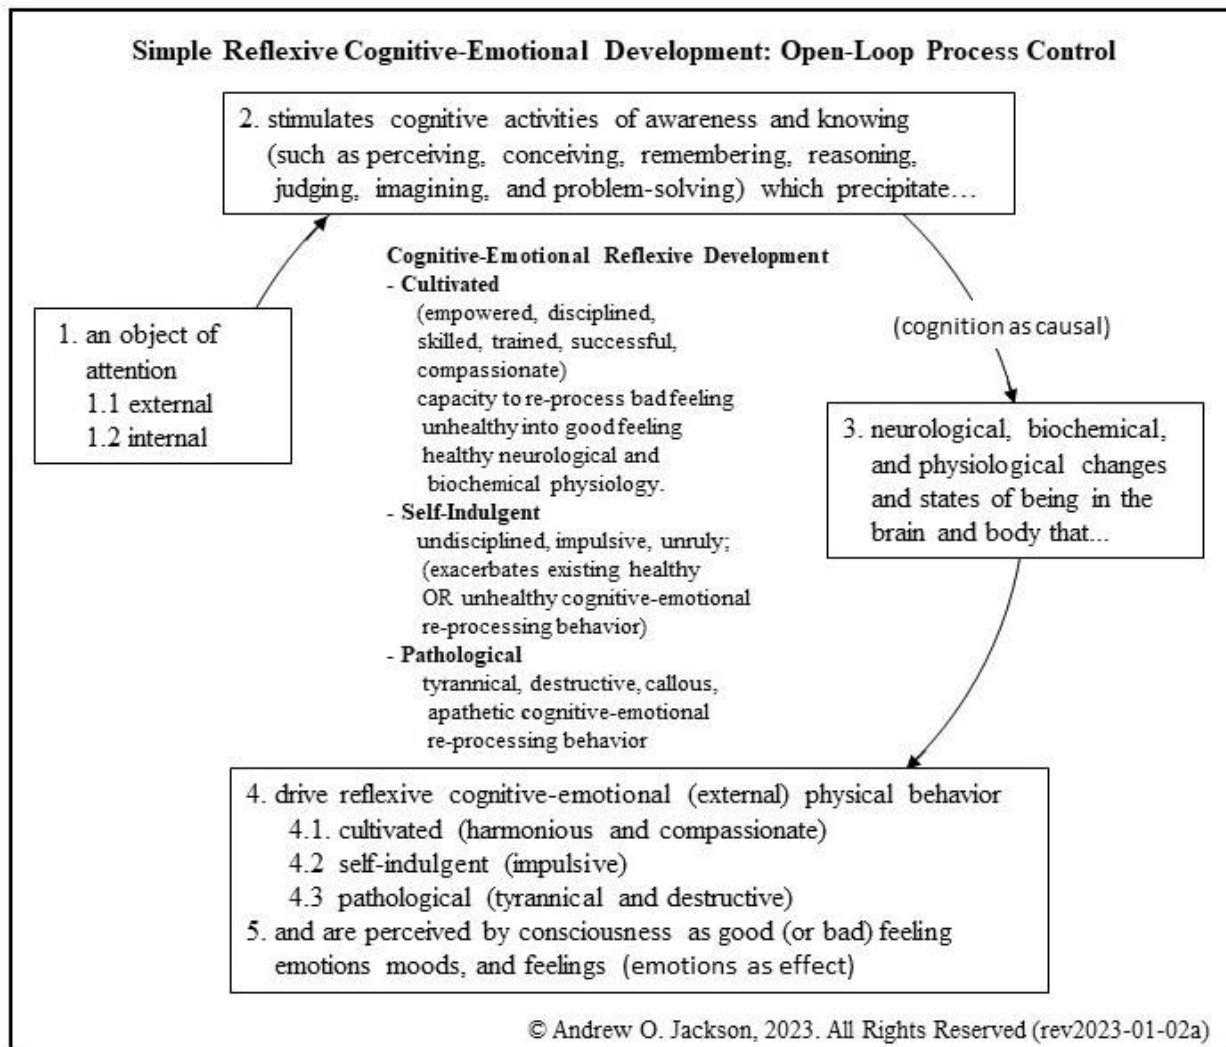 Simple Reflexive Cognitive-Emotional Development: Open-Loop Process Control
2. stimulates cognitive activities of awareness and knowing
(such as perceiving, conceiving, remembering, reasoning,
judging, imagining, and problem-solving) which precipitate…
1. an object of
attention
1.1 external
1.2 internal
Cognitive-Emotional Reflexive Development
- Cultivated
(empowered, disciplined,
skilled, trained, successful,
compassionate)
capacity to re-process bad feeling
unhealthy into good feeling
healthy neurological and
biochemical physiology.
- Self-Indulgent
undisciplined, impulsive, unruly;
(exacerbates existing healthy
OR unhealthy cognitive-emotional
re-processing behavior)
- Pathological
tyrannical, destructive, callous,
apathetic cognitive-emotional
re-processing behavior
(cognition as causal)
3. neurological, biochemical,
and physiological changes
and states of being in the
brain and body that...
4. drive reflexive cognitive-emotional (external) physical behavior
4.1. cultivated (harmonious and compassionate)
4.2 self-indulgent (impulsive)
4.3 pathological (tyrannical and destructive)
5. and are perceived by consciousness as good (or bad) feeling
emotions moods, and feelings (emotions as effect)
© Andrew O. Jackson, 2023. All Rights Reserved (rev2023-01-02a)